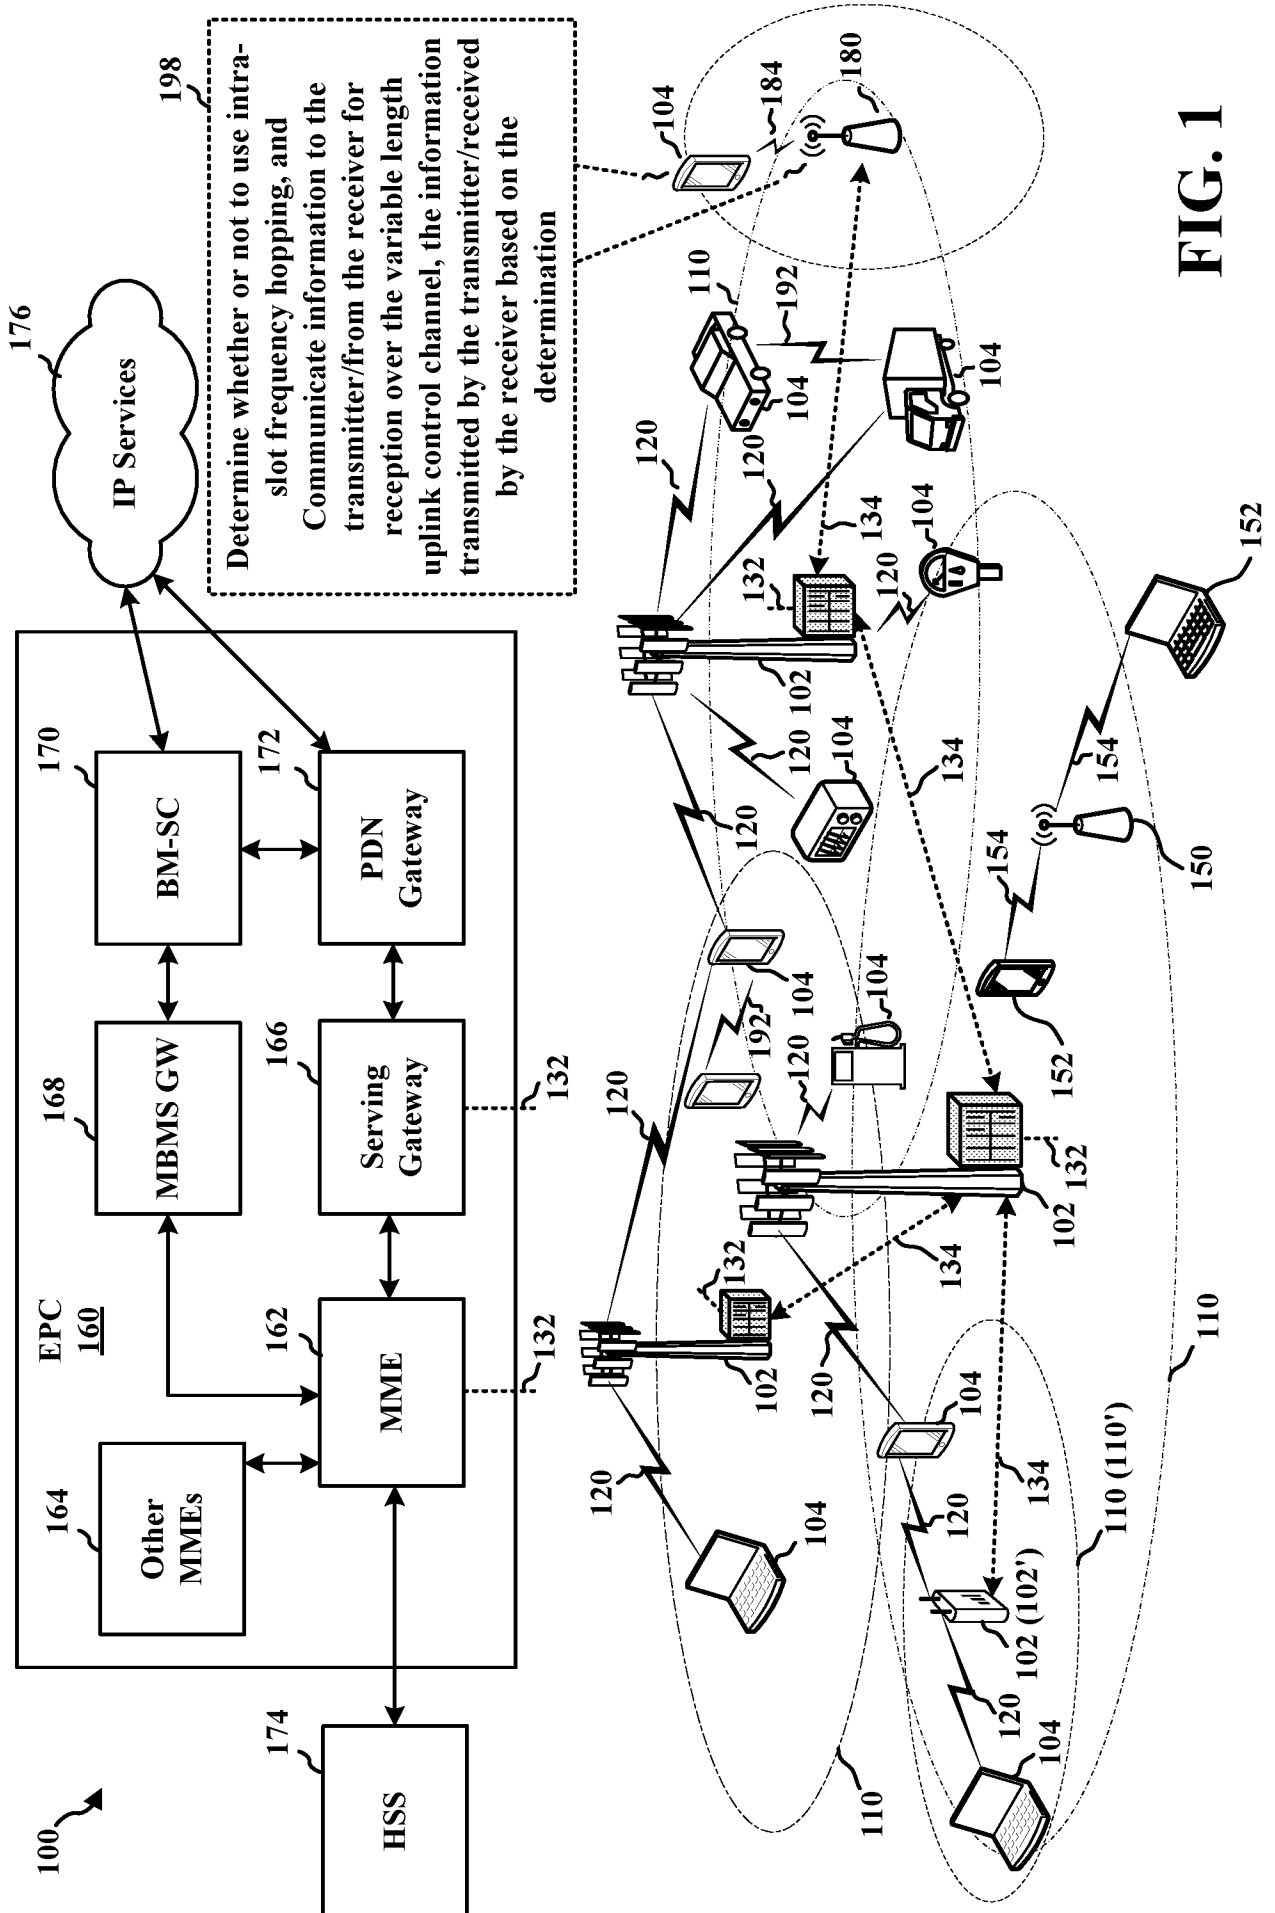 100
174
HSS
EPC
160
164
Other
MMEs
162
MME
132
168
MBMS GW
166
Serving
Gateway
132
170
BM-SC
172
PDN
Gateway
176
IP Services
198
Determine whether or not to use intra-
slot frequency hopping, and
Communicate information to the
transmitter/from the receiver for
reception over the variable length
uplink control channel, the information
transmitted by the transmitter/received
by the receiver based on the
determination
120
104
120
102
132
192
104
120
120
104
102
132
120
120
104
110
192
104
104
184
180
134
120
104
110
104
120
102 (102')
120
104
120
134
110 (110')
134
120
104
102
132
134
110
152
154
150
154
152
FIG. 1